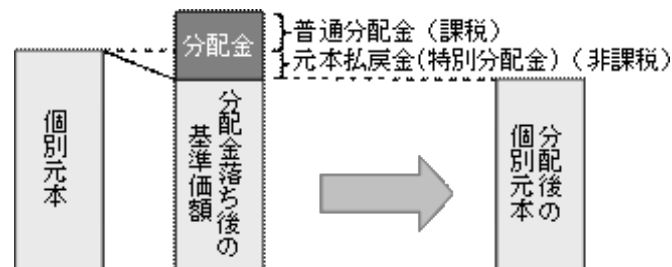 分配金
普通分配金（課税）
元本払戻金(特別分配金)(非課税)
個別元本
分配金落ち後の
基準価額
分配後の
個別元本